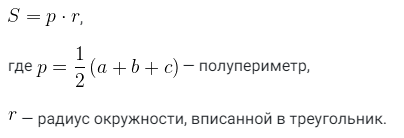 S = p · r,
где p = 1/2 (a + b + c) – полупериметр,
r – радиус окружности, вписанной в треугольник.